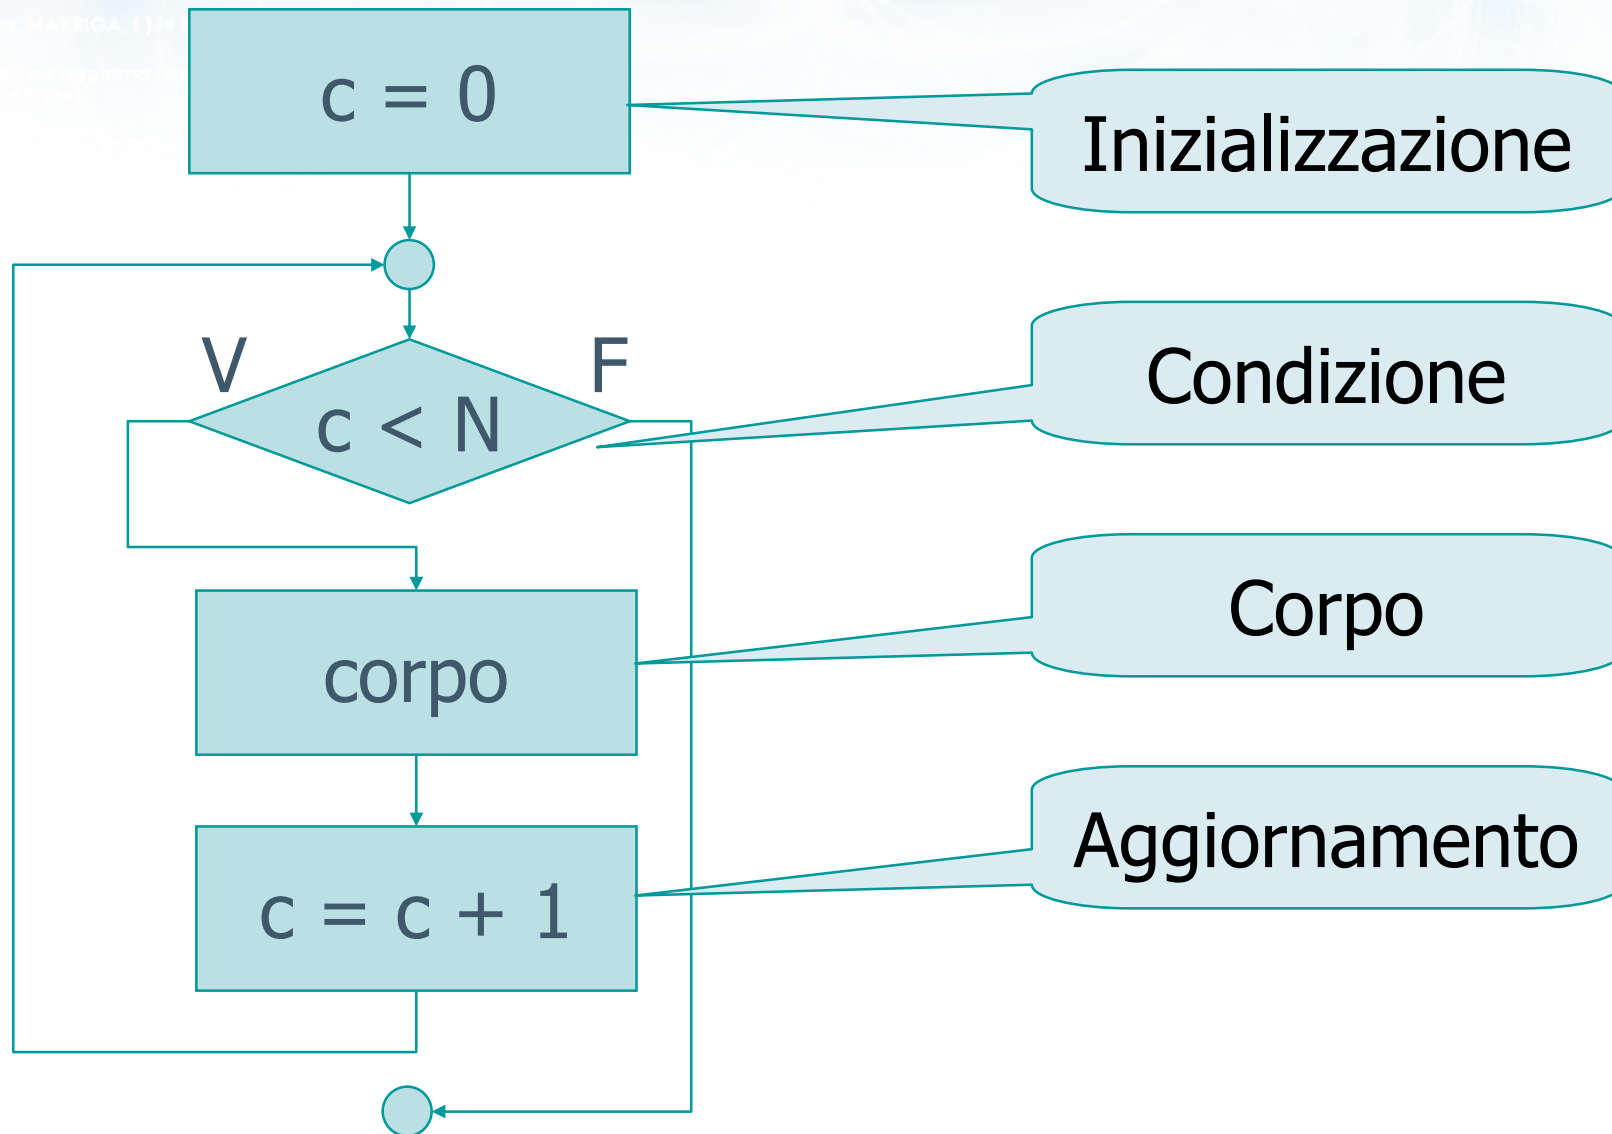 c = 0
Inizializzazione
V
F
c < N
Condizione
corpo
Corpo
c = c + 1
Aggiornamento